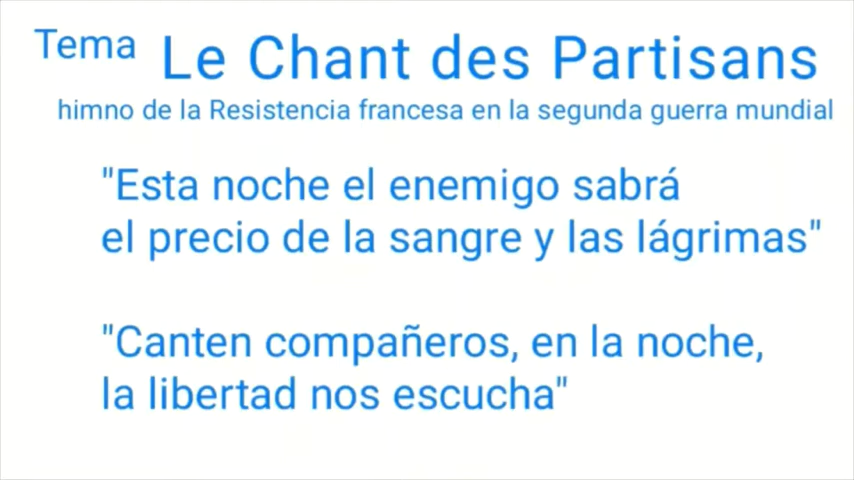 Tema Le Chant des Partisans
himno de la Resistencia francesa en la segunda guerra mundial
"Esta noche el enemigo sabrá
el precio de la sangre y las lágrimas"
"Canten compañeros, en la noche,
la libertad nos escucha"